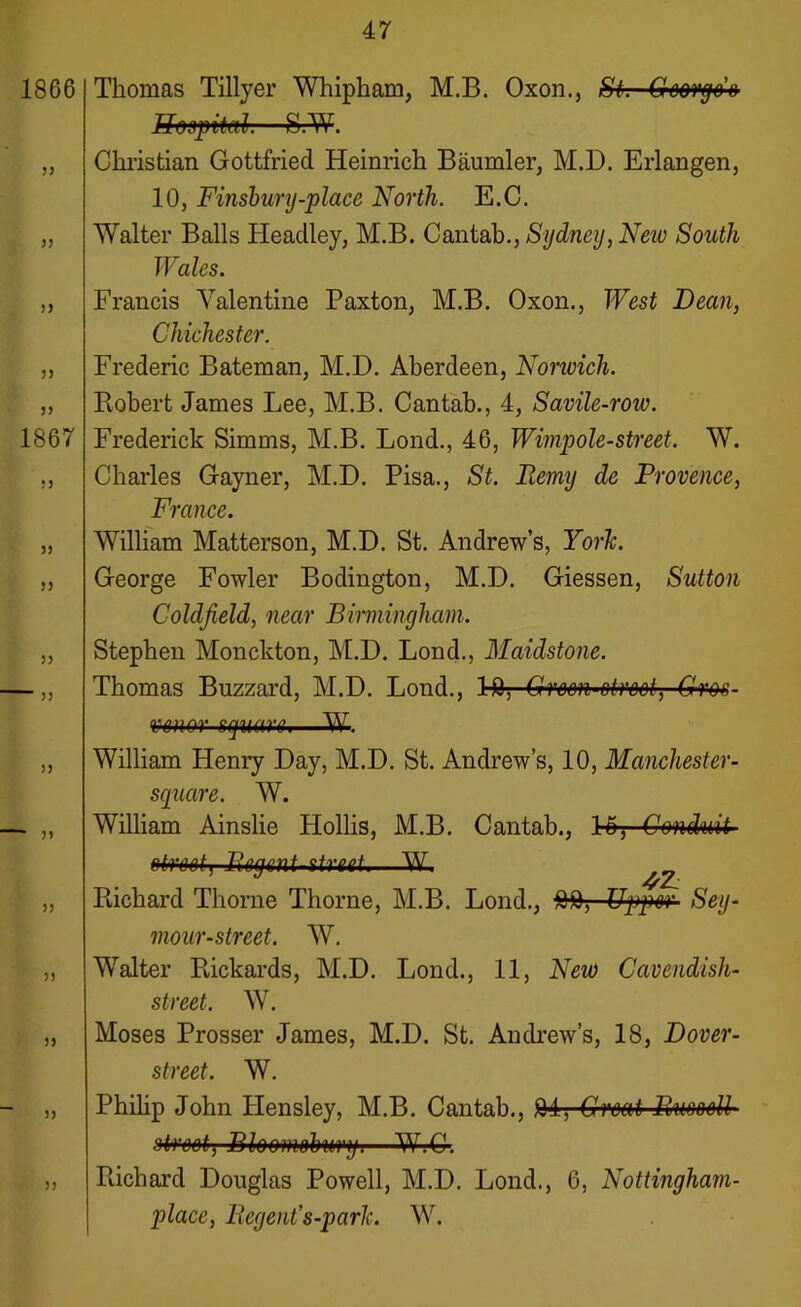 47
1866 Thomas Tillyer Whipham, M.B. Oxon., St. George's
Hospital. S.W.
„ Christian Gottfried Heinrich Bäumler, M.D. Erlangen,
10, Finsbury-place North. E.C.
„ Walter Balls Headley, M.B. Cantab., Sydney, New South
Wales.
„ Francis Valentine Paxton, M.B. Oxon., West Dean,
Chichester.
„ Frederic Bateman, M.D. Aberdeen, Norwich.
„ Robert James Lee, M.B. Cantab., 4, Savile-row.
1867 Frederick Simms, M.B. Lond., 46, Wimpole-street. W.
„ Charles Gayner, M.D. Pisa., St. Remy de Provence,
France.
„ William Matterson, M.D. St. Andrew's, York.
„ George Fowler Bodington, M.D. Giessen, Sutton
Coldfield, near Birmingham.
„ Stephen Monckton, M.D. Lond., Maidstone.
— „ Thomas Buzzard, M.D. Lond., 19, Green-street, Gros-
venor square. W.
„ William Henry Day, M.D. St. Andrew's, 10, Manchester-
square. W.
— „ William Ainslie Hollis, M.B. Cantab., 15, Conduit
street, Regent-street. W.
42
„ Richard Thorne Thorne, M.B. Lond., 99, Upper Sey-
mour-street. W.
„ Walter Rickards, M.D. Lond., 11, New Cavendish-
street. W.
„ Moses Prosser James, M.D. St. Andrew's, 18, Dover-
street. W.
- „ Philip John Hensley, M.B. Cantab., 94, Great Russell
street, Bloomsbury. W.C.
„ Richard Douglas Powell, M.D. Lond., 6, Nottingham-
place, Regent's-park. W.